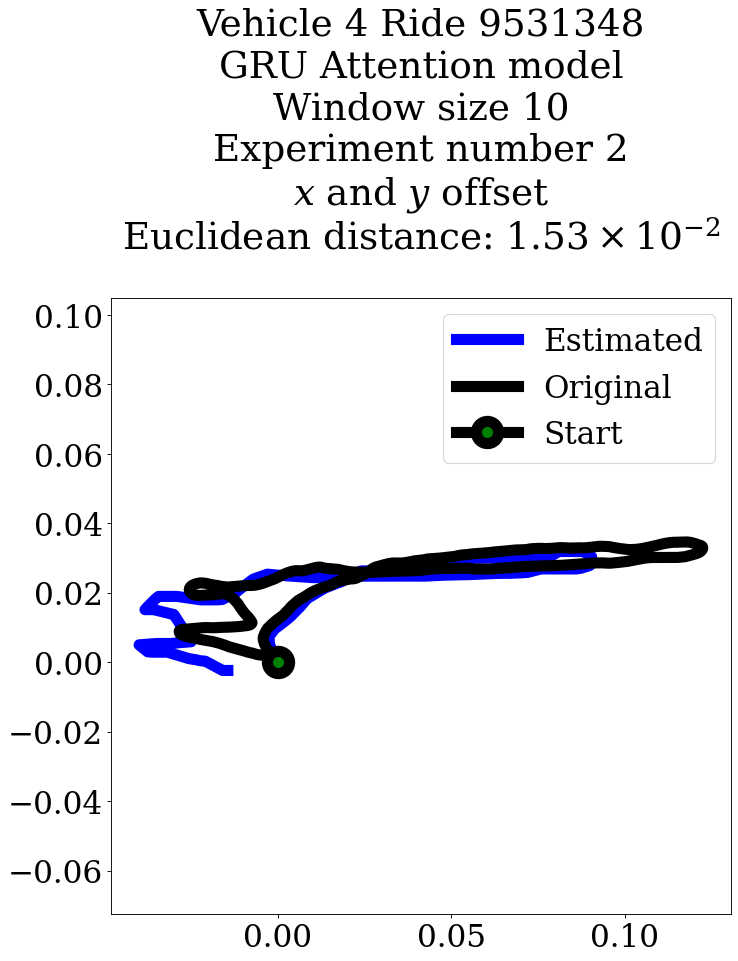 Vehicle 4 Ride 9531348
GRU Attention model
Window size 10
Experiment number 2
x and y offset
Euclidean distance: 1.53 × 10⁻²
Estimated
Original
Start
0.10
0.08
0.06
0.04
0.02
0.00
−0.02
−0.04
−0.06
0.00 0.05 0.10